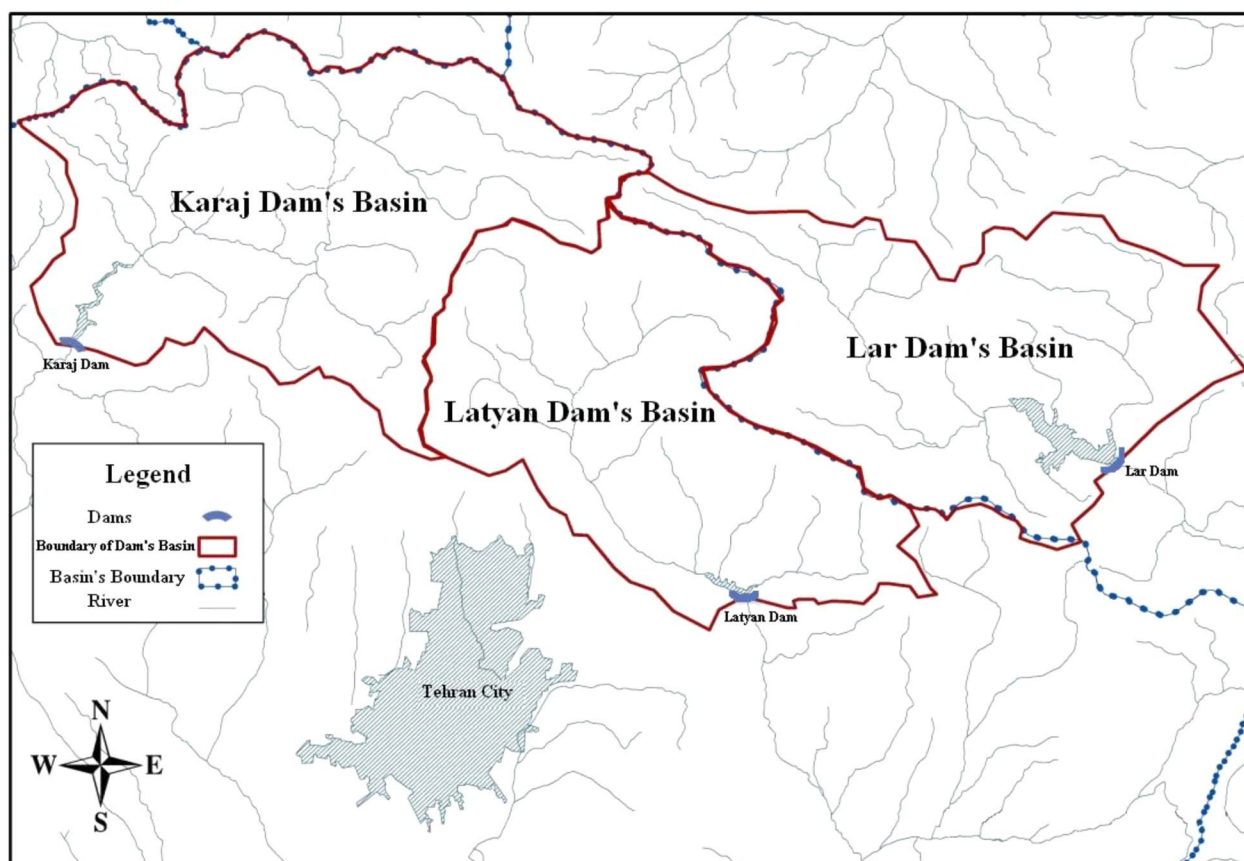 Karaj Dam's Basin
Lar Dam's Basin
Karaj Dam
Latyan Dam's Basin
Legend
Dams
Boundary of Dam's Basin
Basin's Boundary
River
Lar Dam
Latyan Dam
Tehran City
N
W
E
S